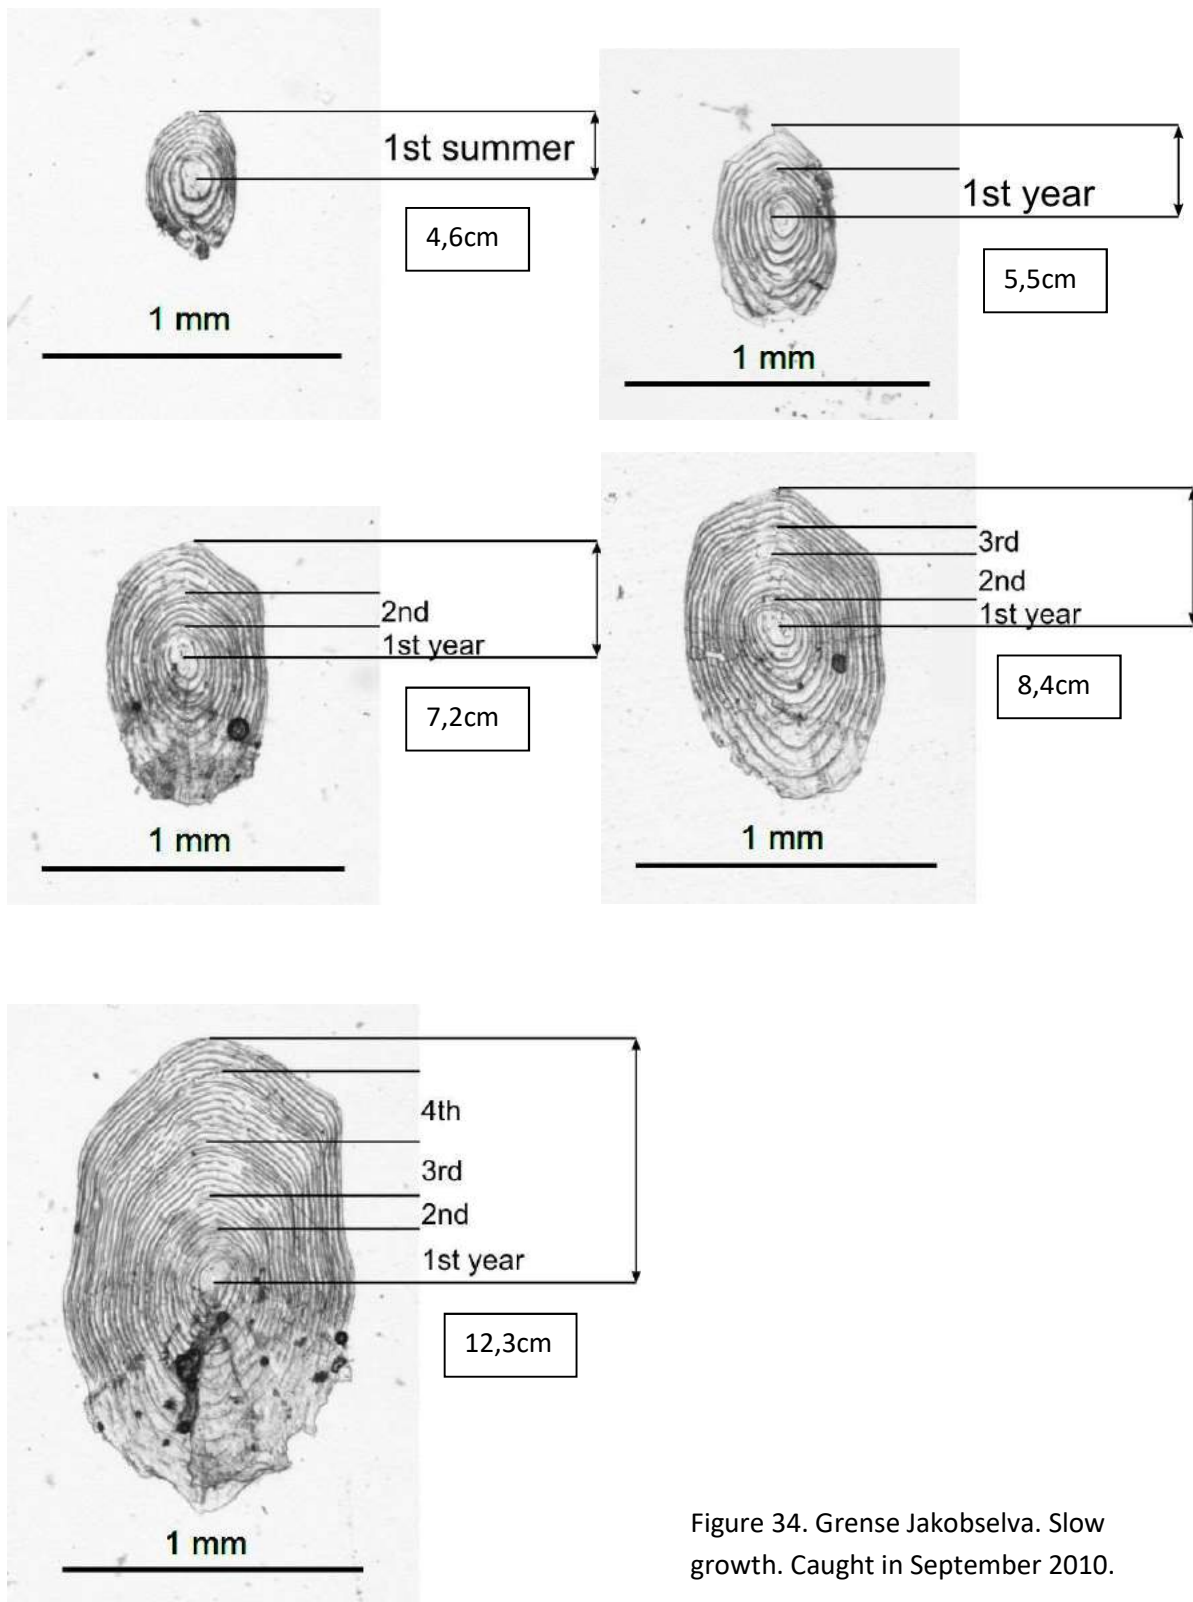 1st summer
4,6cm
1 mm
1st year
5,5cm
1 mm
2nd
1st year
7,2cm
1 mm
3rd
2nd
1st year
8,4cm
1 mm
4th
3rd
2nd
1st year
12,3cm
1 mm
Figure 34. Grense Jakobselva. Slow
growth. Caught in September 2010.